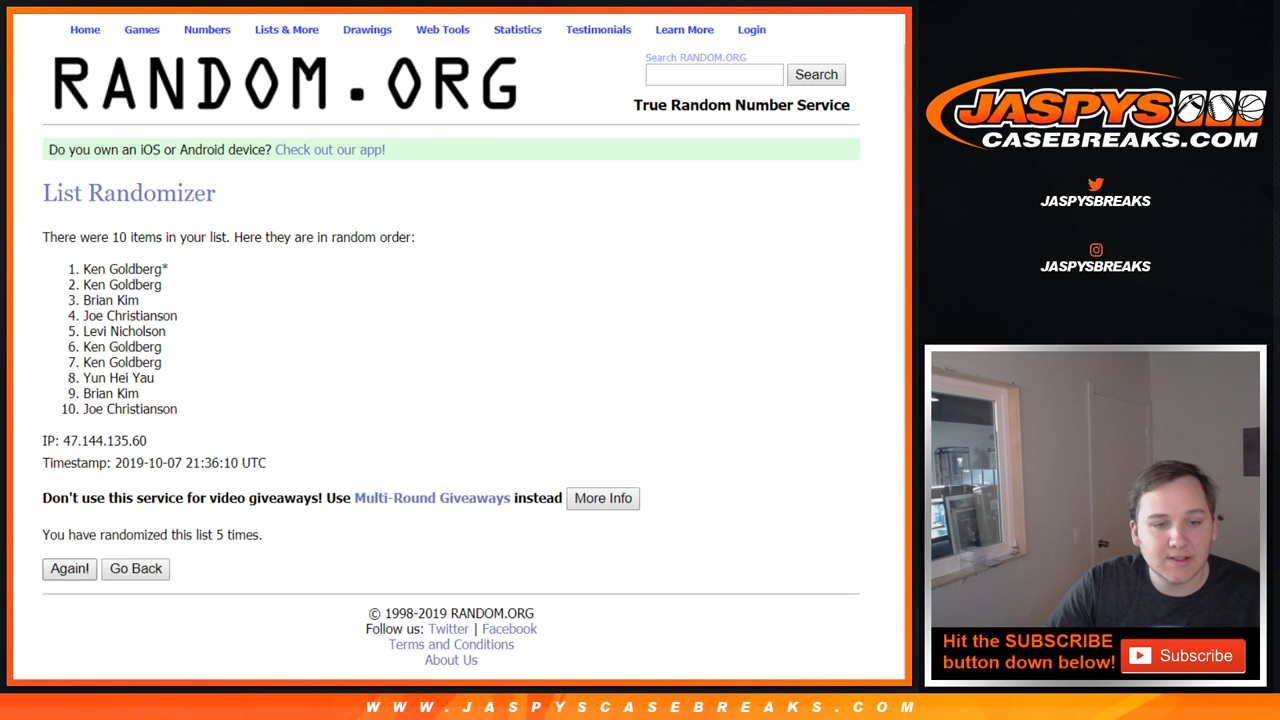 Home Games Numbers Lists & More Drawings Web Tools Statistics Testimonials Learn More Login
RANDOM.ORG
Search RANDOM.ORG
Search
True Random Number Service
Do you own an iOS or Android device? Check out our app!
List Randomizer
There were 10 items in your list. Here they are in random order:
1. Ken Goldberg*
2. Ken Goldberg
3. Brian Kim
4. Joe Christianson
5. Levi Nicholson
6. Ken Goldberg
7. Ken Goldberg
8. Yun Hei Yau
9. Brian Kim
10. Joe Christianson
IP: 47.144.135.60
Timestamp: 2019-10-07 21:36:10 UTC
Don't use this service for video giveaways! Use Multi-Round Giveaways instead More Info
You have randomized this list 5 times.
Again! Go Back
© 1998-2019 RANDOM.ORG
Follow us: Twitter | Facebook
Terms and Conditions
About Us
JASPYS
CASEBREAKS.COM
JASPYSBREAKS
JASPYSBREAKS
Hit the SUBSCRIBE
button down below!
Subscribe
WWW.JASPYSCASEBREAKS.COM